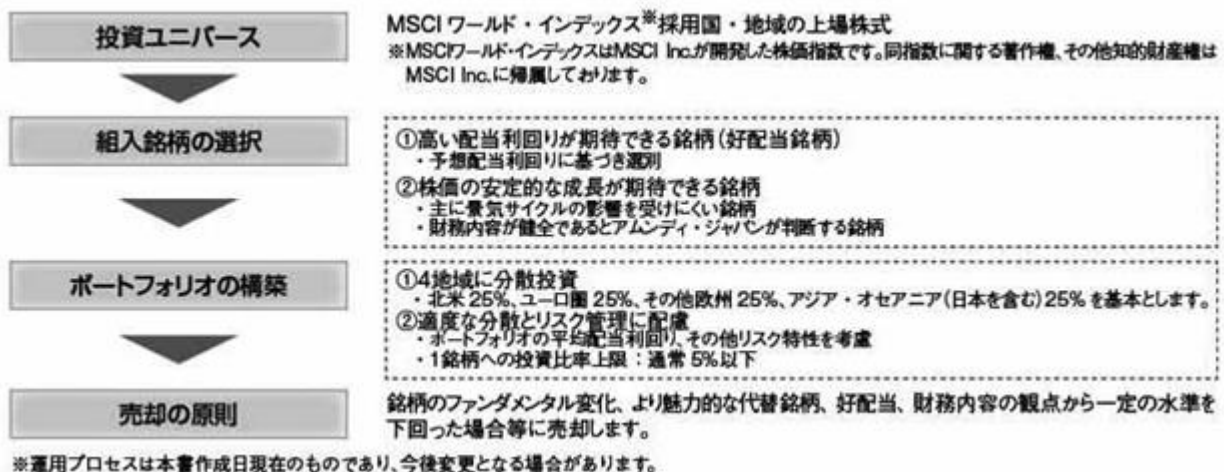 投資ユニバース
MSCI ワールド・インデックス※採用国・地域の上場株式
※MSCIワールド・インデックスはMSCI Inc.が開発した株価指数です。同指数に関する著作権、その他知的財産権は
MSCI Inc.に帰属しております。
組入銘柄の選択
①高い配当利回りが期待できる銘柄(好配当銘柄)
・予想配当利回りに基づき選別
②株価の安定的な成長が期待できる銘柄
・主に景気サイクルの影響を受けにくい銘柄
・財務内容が健全であるとアムンディ・ジャパンが判断する銘柄
ポートフォリオの構築
①4地域に分散投資
・北米 25%、ユーロ圏 25%、その他欧州 25%、アジア・オセアニア(日本を含む)25% を基本とします。
②適度な分散とリスク管理に配慮
・ポートフォリオの平均配当利回り、その他リスク特性を考慮
・1銘柄への投資比率上限:通常 5%以下
売却の原則
銘柄のファンダメンタル変化、より魅力的な代替銘柄、好配当、財務内容の観点から一定の水準を
下回った場合等に売却します。
※運用プロセスは本書作成日現在のものであり、今後変更となる場合があります。